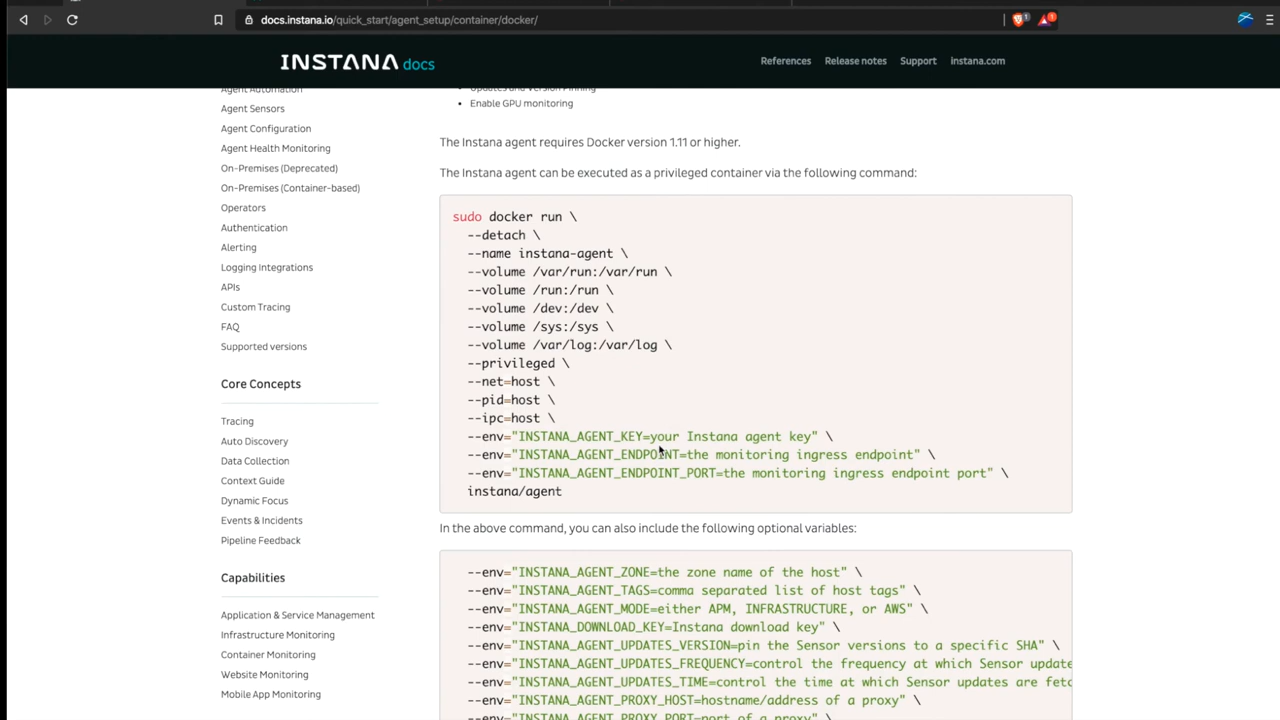 docs.instana.io/quick_start/agent_setup/container/docker/
1
1
INSTANA docs
References
Release notes
Support
instana.com
Agent Automation
Agent Sensors
Agent Configuration
Agent Health Monitoring
On-Premises (Deprecated)
On-Premises (Container-based)
Operators
Authentication
Alerting
Logging Integrations
APIs
Custom Tracing
FAQ
Supported versions
Core Concepts
Tracing
Auto Discovery
Data Collection
Context Guide
Dynamic Focus
Events & Incidents
Pipeline Feedback
Capabilities
Application & Service Management
Infrastructure Monitoring
Container Monitoring
Website Monitoring
Mobile App Monitoring
Updates and Version Pinning
Enable GPU monitoring
The Instana agent requires Docker version 1.11 or higher.
The Instana agent can be executed as a privileged container via the following command:
sudo docker run \
--detach \
--name instana-agent \
--volume /var/run:/var/run \
--volume /run:/run \
--volume /dev:/dev \
--volume /sys:/sys \
--volume /var/log:/var/log \
--privileged \
--net=host \
--pid=host \
--ipc=host \
--env="INSTANA_AGENT_KEY=your Instana agent key" \
--env="INSTANA_AGENT_ENDPOINT=the monitoring ingress endpoint" \
--env="INSTANA_AGENT_ENDPOINT_PORT=the monitoring ingress endpoint port" \
instana/agent
In the above command, you can also include the following optional variables:
--env="INSTANA_AGENT_ZONE=the zone name of the host" \
--env="INSTANA_AGENT_TAGS=comma separated list of host tags" \
--env="INSTANA_AGENT_MODE=either APM, INFRASTRUCTURE, or AWS" \
--env="INSTANA_DOWNLOAD_KEY=Instana download key" \
--env="INSTANA_AGENT_UPDATES_VERSION=pin the Sensor versions to a specific SHA" \
--env="INSTANA_AGENT_UPDATES_FREQUENCY=control the frequency at which Sensor update
--env="INSTANA_AGENT_UPDATES_TIME=control the time at which Sensor updates are fetc
--env="INSTANA_AGENT_PROXY_HOST=hostname/address of a proxy" \
--env="INSTANA_AGENT_PROXY_PORT=port of a proxy" \